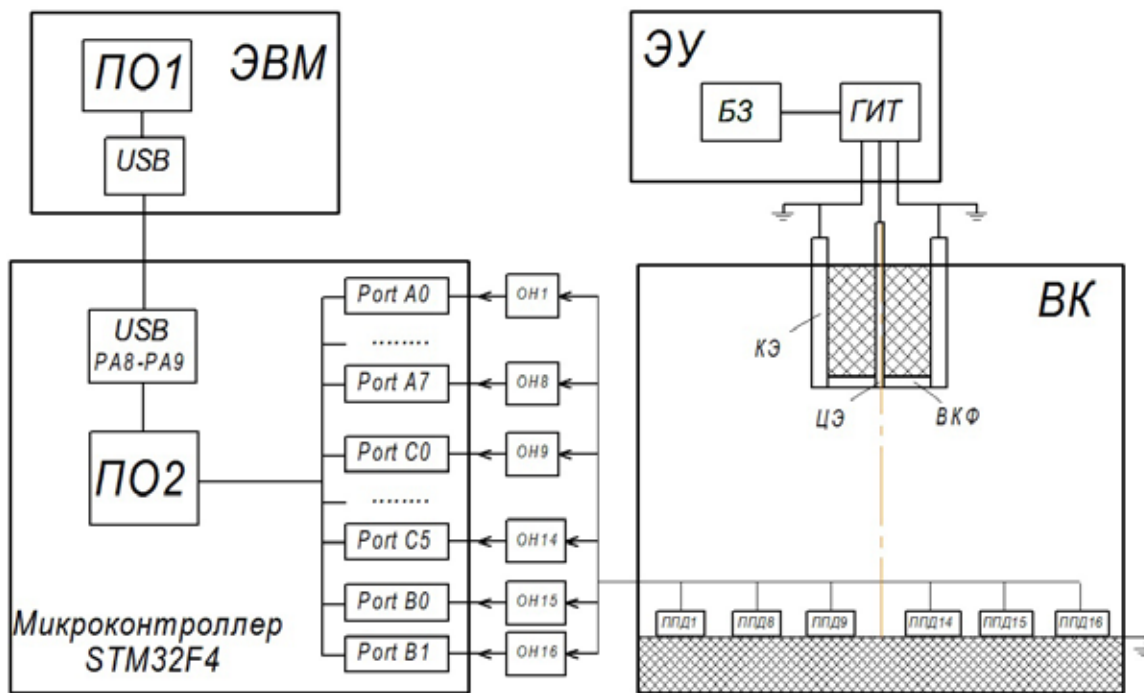 ПО1
ЭВМ
USB
USB
PA8-PA9
ПО2
Микроконтроллер
STM32F4
Port A0
........
Port A7
Port C0
........
Port C5
Port B0
Port B1
ОН1
ОН8
ОН9
ОН14
ОН15
ОН16
ЭУ
БЗ
ГИТ
ВК
КЭ
ЦЭ
ВКФ
ППД1
ППД8
ППД9
ППД14
ППД15
ППД16